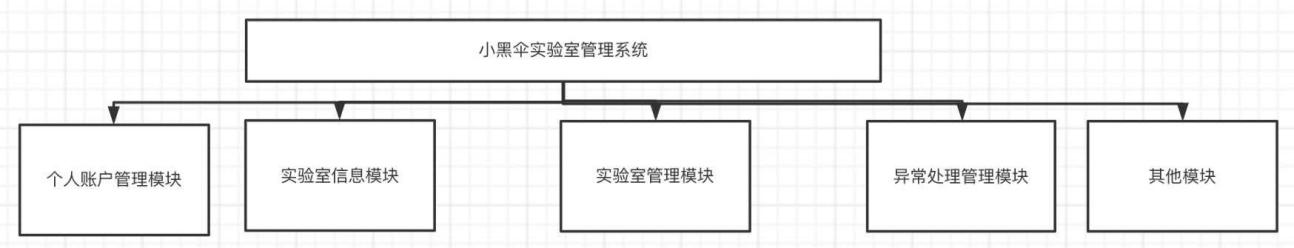 小黑伞实验室管理系统
个人账户管理模块
实验室信息模块
实验室管理模块
异常处理管理模块
其他模块